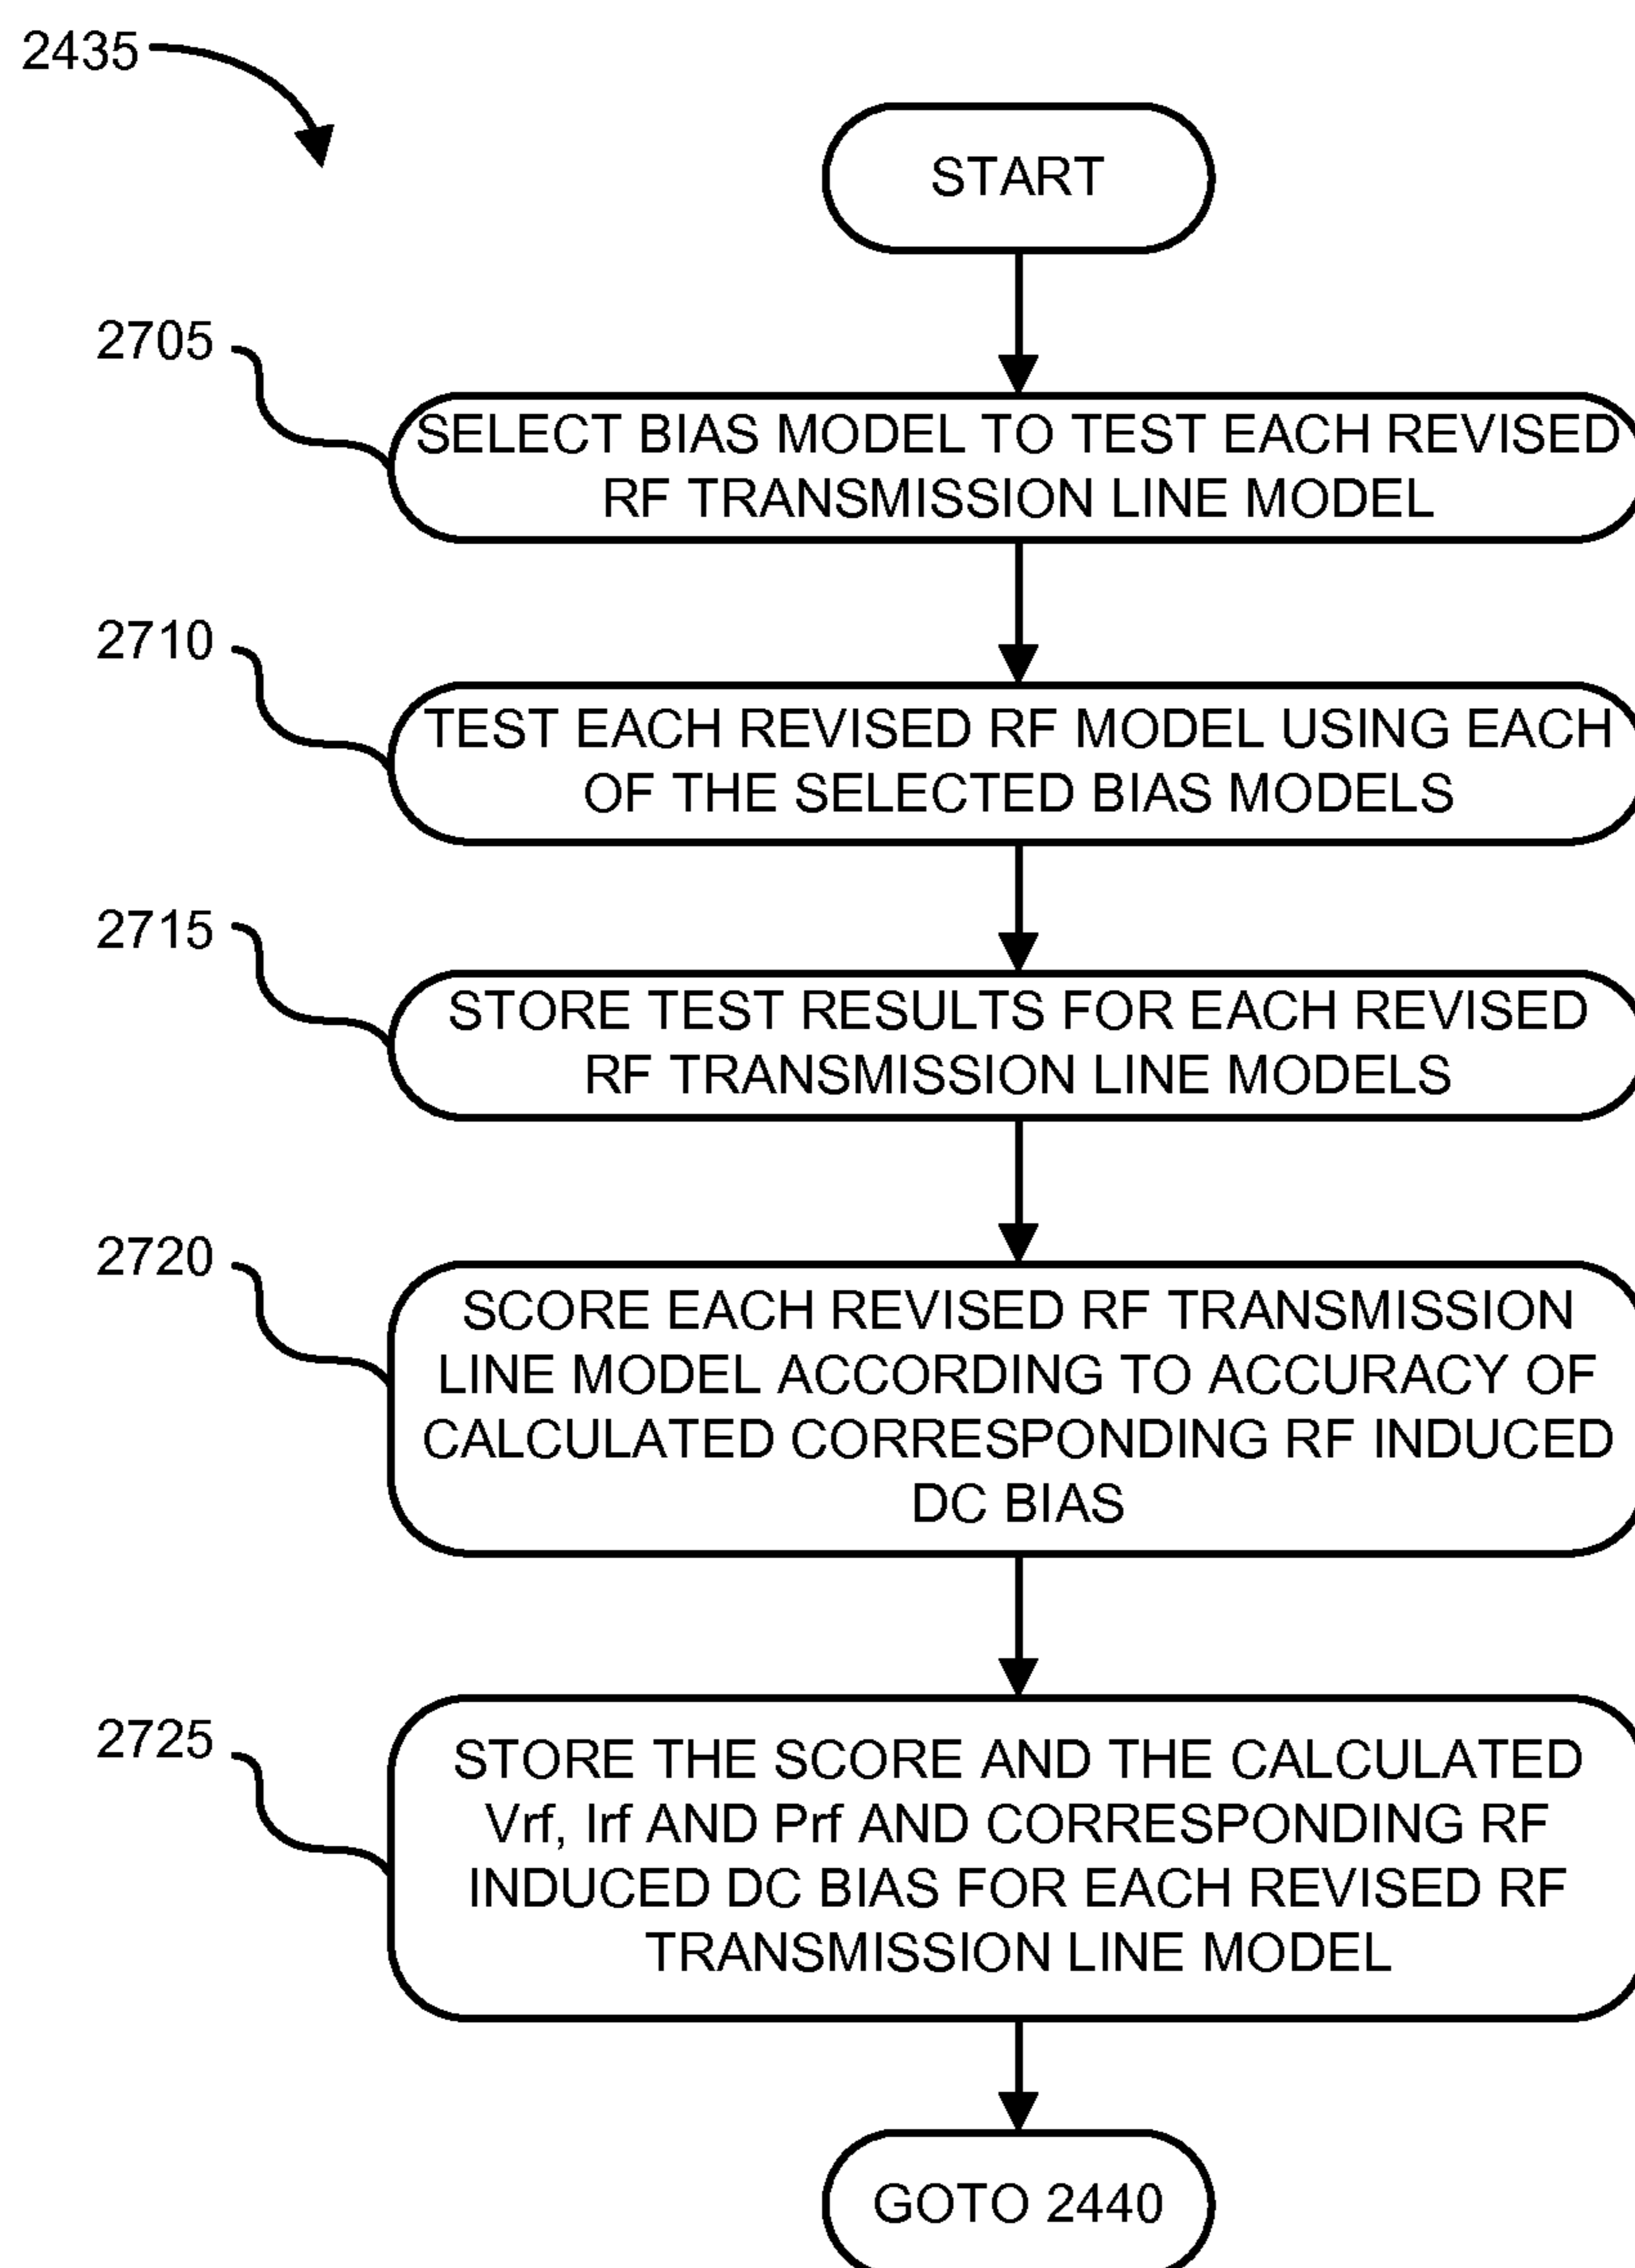 2435
START
2705
SELECT BIAS MODEL TO TEST EACH REVISED
RF TRANSMISSION LINE MODEL
2710
TEST EACH REVISED RF MODEL USING EACH
OF THE SELECTED BIAS MODELS
2715
STORE TEST RESULTS FOR EACH REVISED
RF TRANSMISSION LINE MODELS
2720
SCORE EACH REVISED RF TRANSMISSION
LINE MODEL ACCORDING TO ACCURACY OF
CALCULATED CORRESPONDING RF INDUCED
DC BIAS
2725
STORE THE SCORE AND THE CALCULATED
Vrf, Irf AND Prf AND CORRESPONDING RF
INDUCED DC BIAS FOR EACH REVISED RF
TRANSMISSION LINE MODEL
GOTO 2440